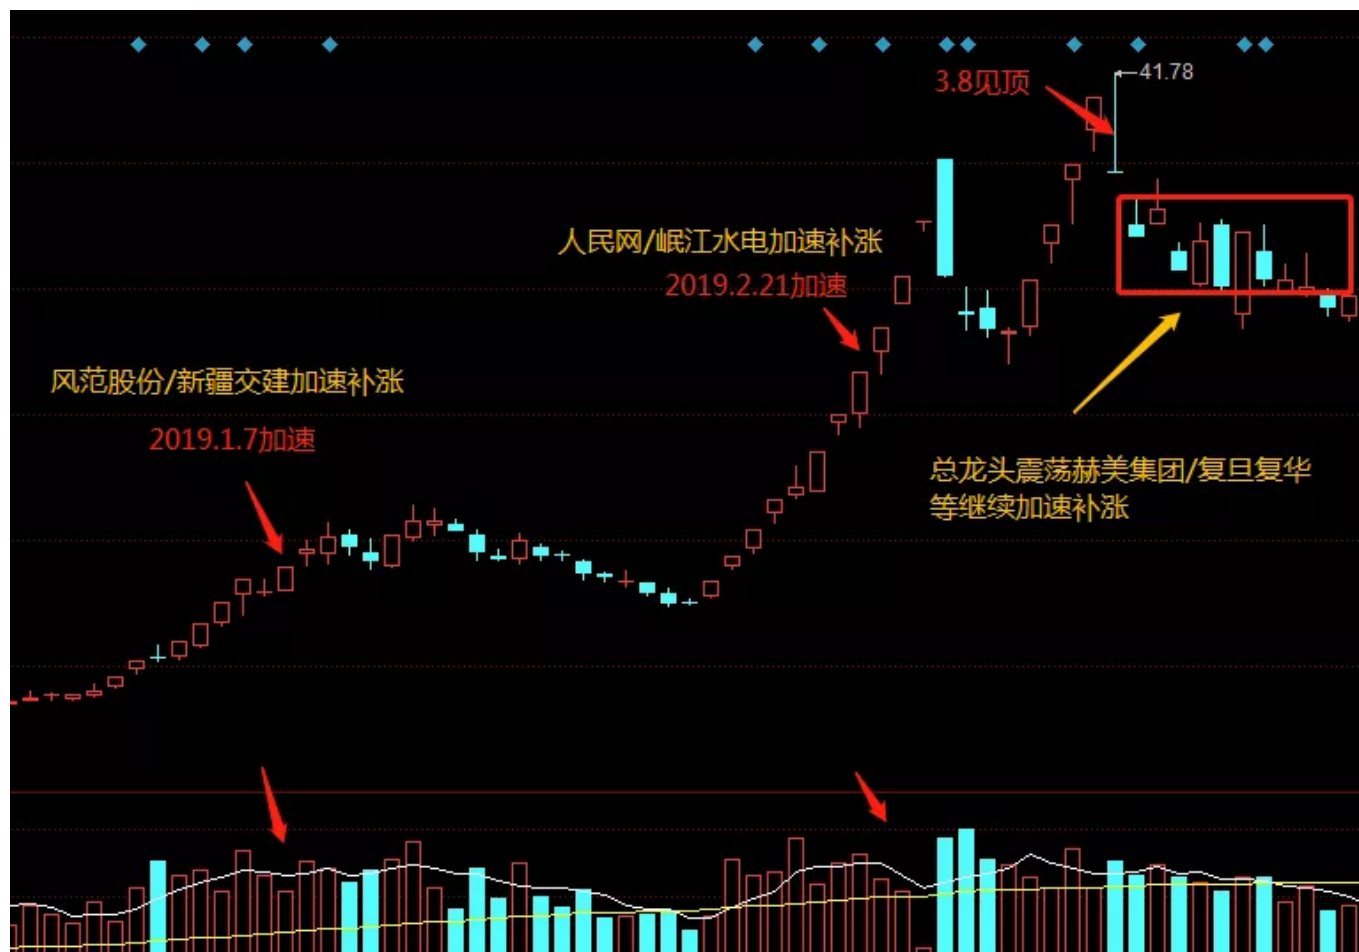 3.8见顶
41.78
人民网/岷江水电加速补涨
2019.2.21加速
风范股份/新疆交建加速补涨
2019.1.7加速
总龙头震荡赫美集团/复旦复华
等继续加速补涨